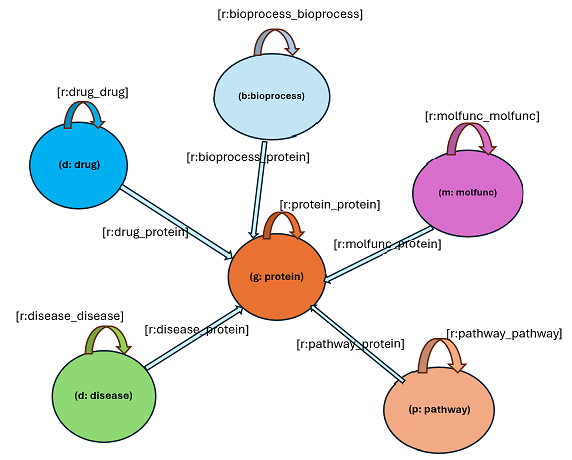 [r:bioprocess_bioprocess]
(b:bioprocess)
[r:drug_drug]
(d: drug)
[r:molfunc_molfunc]
(m: molfunc)
[r:bioprocess_protein]
[r:protein_protein]
[r:drug_protein]
[r:molfunc_protein]
(g: protein)
[r:disease_disease]
[r:disease_protein]
[r:pathway_protein]
[r:pathway_pathway]
(d: disease)
(p: pathway)